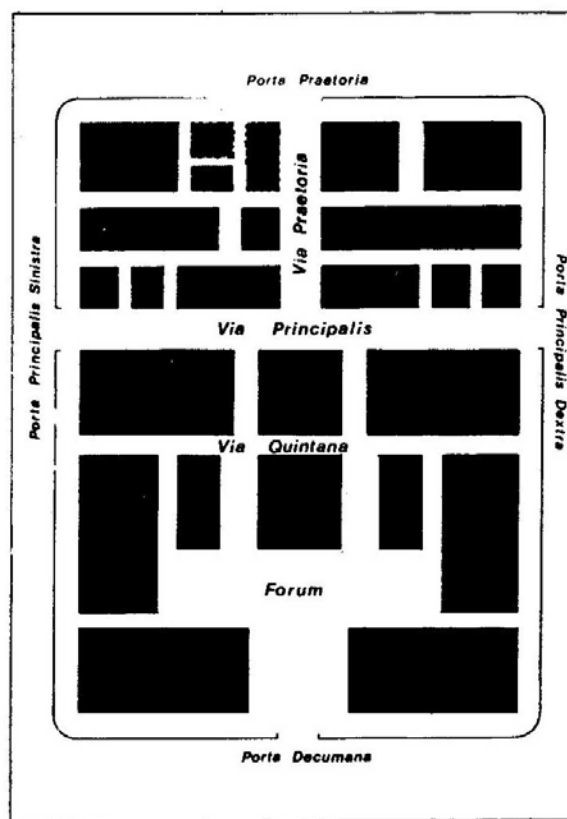 Porta Praetoria
Via Praetoria
Porta Principalis Sinistra
Porta Principalis Dextra
Via Principalis
Via Quintana
Forum
Porta Decumana